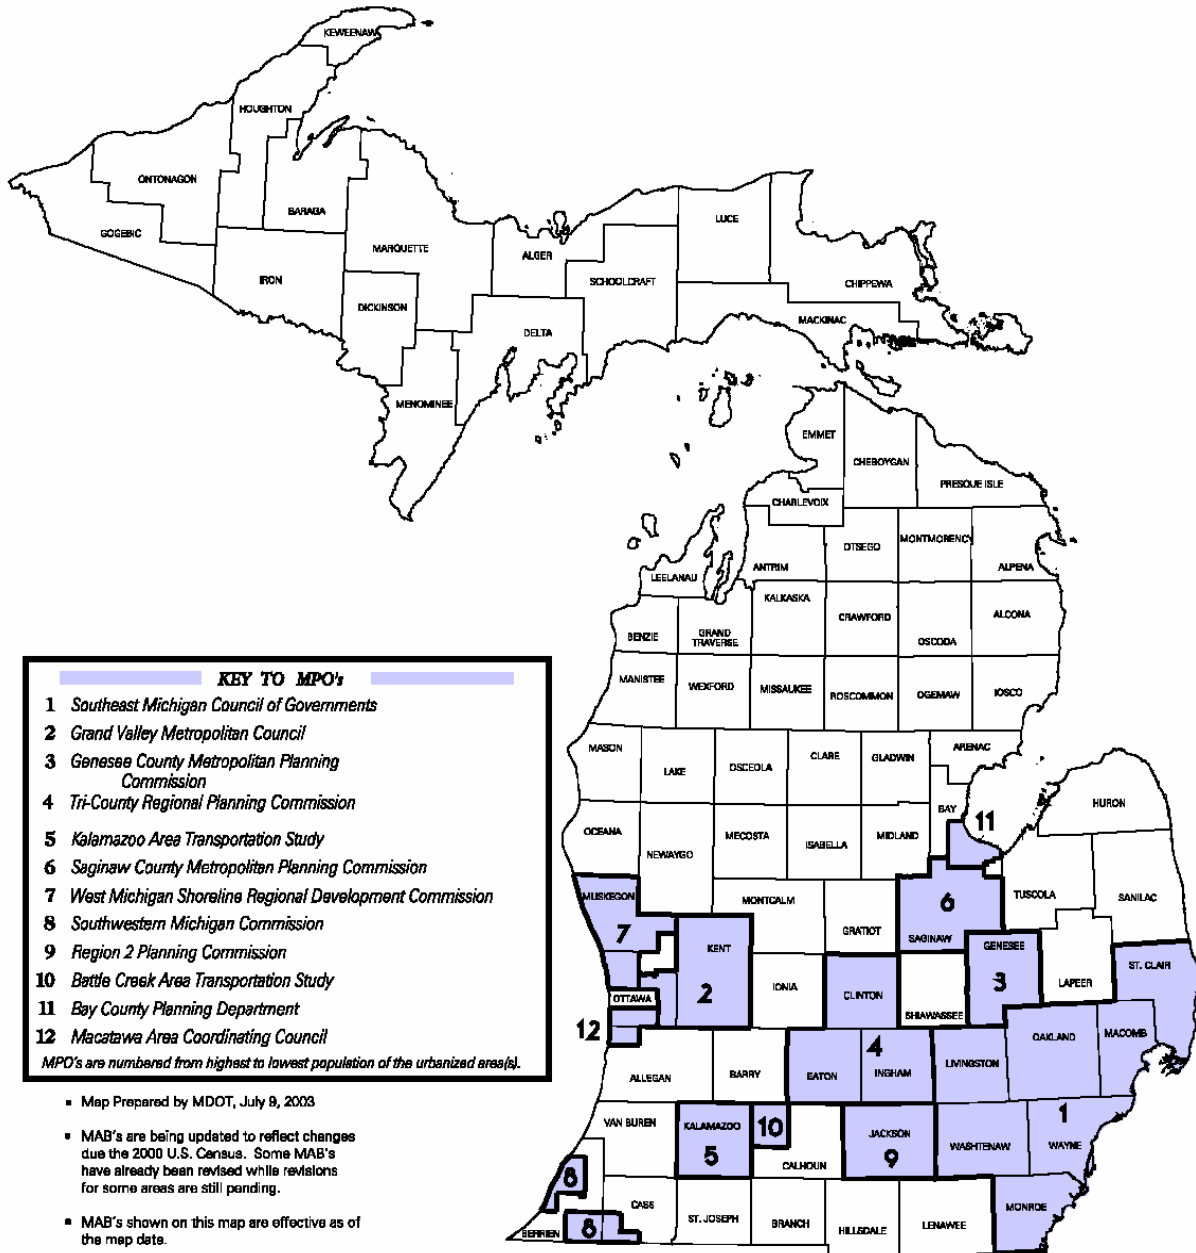 KEWEENAW
HOUGHTON
ONTONAGON
BARAGA
GOGEBIC
LUCE
MARQUETTE
ALGER
IRON
SCHOOLCRAFT
CHIPPEWA
DICKINSON
MACKINAC
DELTA
MENOMINEE
EMMET
CHEBOYGAN
PRESQUE ISLE
CHARLEVOIX
OTSEGO
MONTMORENCY
ANTRIM
ALPENA
LEELANAU
KALKASKA
CRAWFORD
ALCONA
BENZIE
GRAND
TRAVERSE
OSCODA
MANISTEE
WEXFORD
MISSAUKEE
ROSCOMMON
OGEMAW
IOSCO
MASON
LAKE
OSCEOLA
CLARE
GLADWIN
ARENAC
HURON
BAY
11
OCEANA
MECOSTA
ISABELLA
MIDLAND
NEWAYGO
TUSCOLA
SANILAC
MUSKEGON
MONTCALM
6
7
GRATIOT
SAGINAW
KENT
GENESEE
ST. CLAIR
2
IONIA
CLINTON
3
LAPEER
OTTAWA
SHIAWASSEE
12
OAKLAND
MACOMB
4
ALLEGAN
BARRY
EATON
INGHAM
LIVINGSTON
VAN BUREN
KALAMAZOO
10
JACKSON
1
5
CALHOUN
9
WASHTENAW
WAYNE
8
CASS
ST. JOSEPH
BRANCH
HILLSDALE
LENAWEE
MONROE
BERRIEN
8
KEY TO MPO's
1 Southeast Michigan Council of Governments
2 Grand Valley Metropolitan Council
3 Genesee County Metropolitan Planning
Commission
4 Tri-County Regional Planning Commission
5 Kalamazoo Area Transportation Study
6 Saginaw County Metropolitan Planning Commission
7 West Michigan Shoreline Regional Development Commission
8 Southwestern Michigan Commission
9 Region 2 Planning Commission
10 Battle Creek Area Transportation Study
11 Bay County Planning Department
12 Macatawa Area Coordinating Council
MPO's are numbered from highest to lowest population of the urbanized area(s).
▪ Map Prepared by MDOT, July 9, 2003
▪ MAB's are being updated to reflect changes
due the 2000 U.S. Census. Some MAB's
have already been revised while revisions
for some areas are still pending.
▪ MAB's shown on this map are effective as of
the map date.